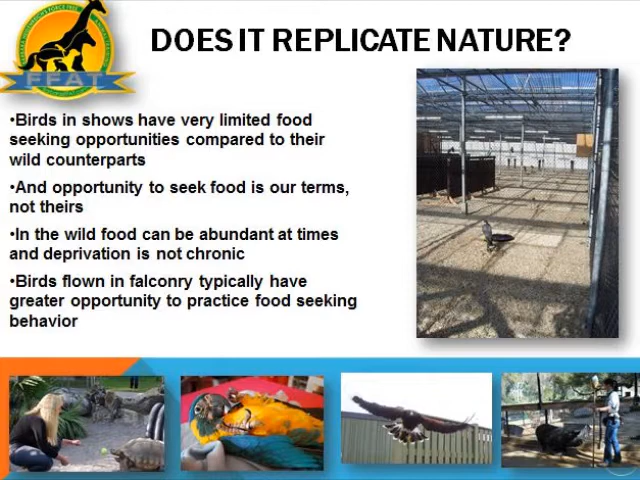 DOES IT REPLICATE NATURE?
FFAT
•Birds in shows have very limited food
seeking opportunities compared to their
wild counterparts
•And opportunity to seek food is our terms,
not theirs
•In the wild food can be abundant at times
and deprivation is not chronic
•Birds flown in falconry typically have
greater opportunity to practice food seeking
behavior